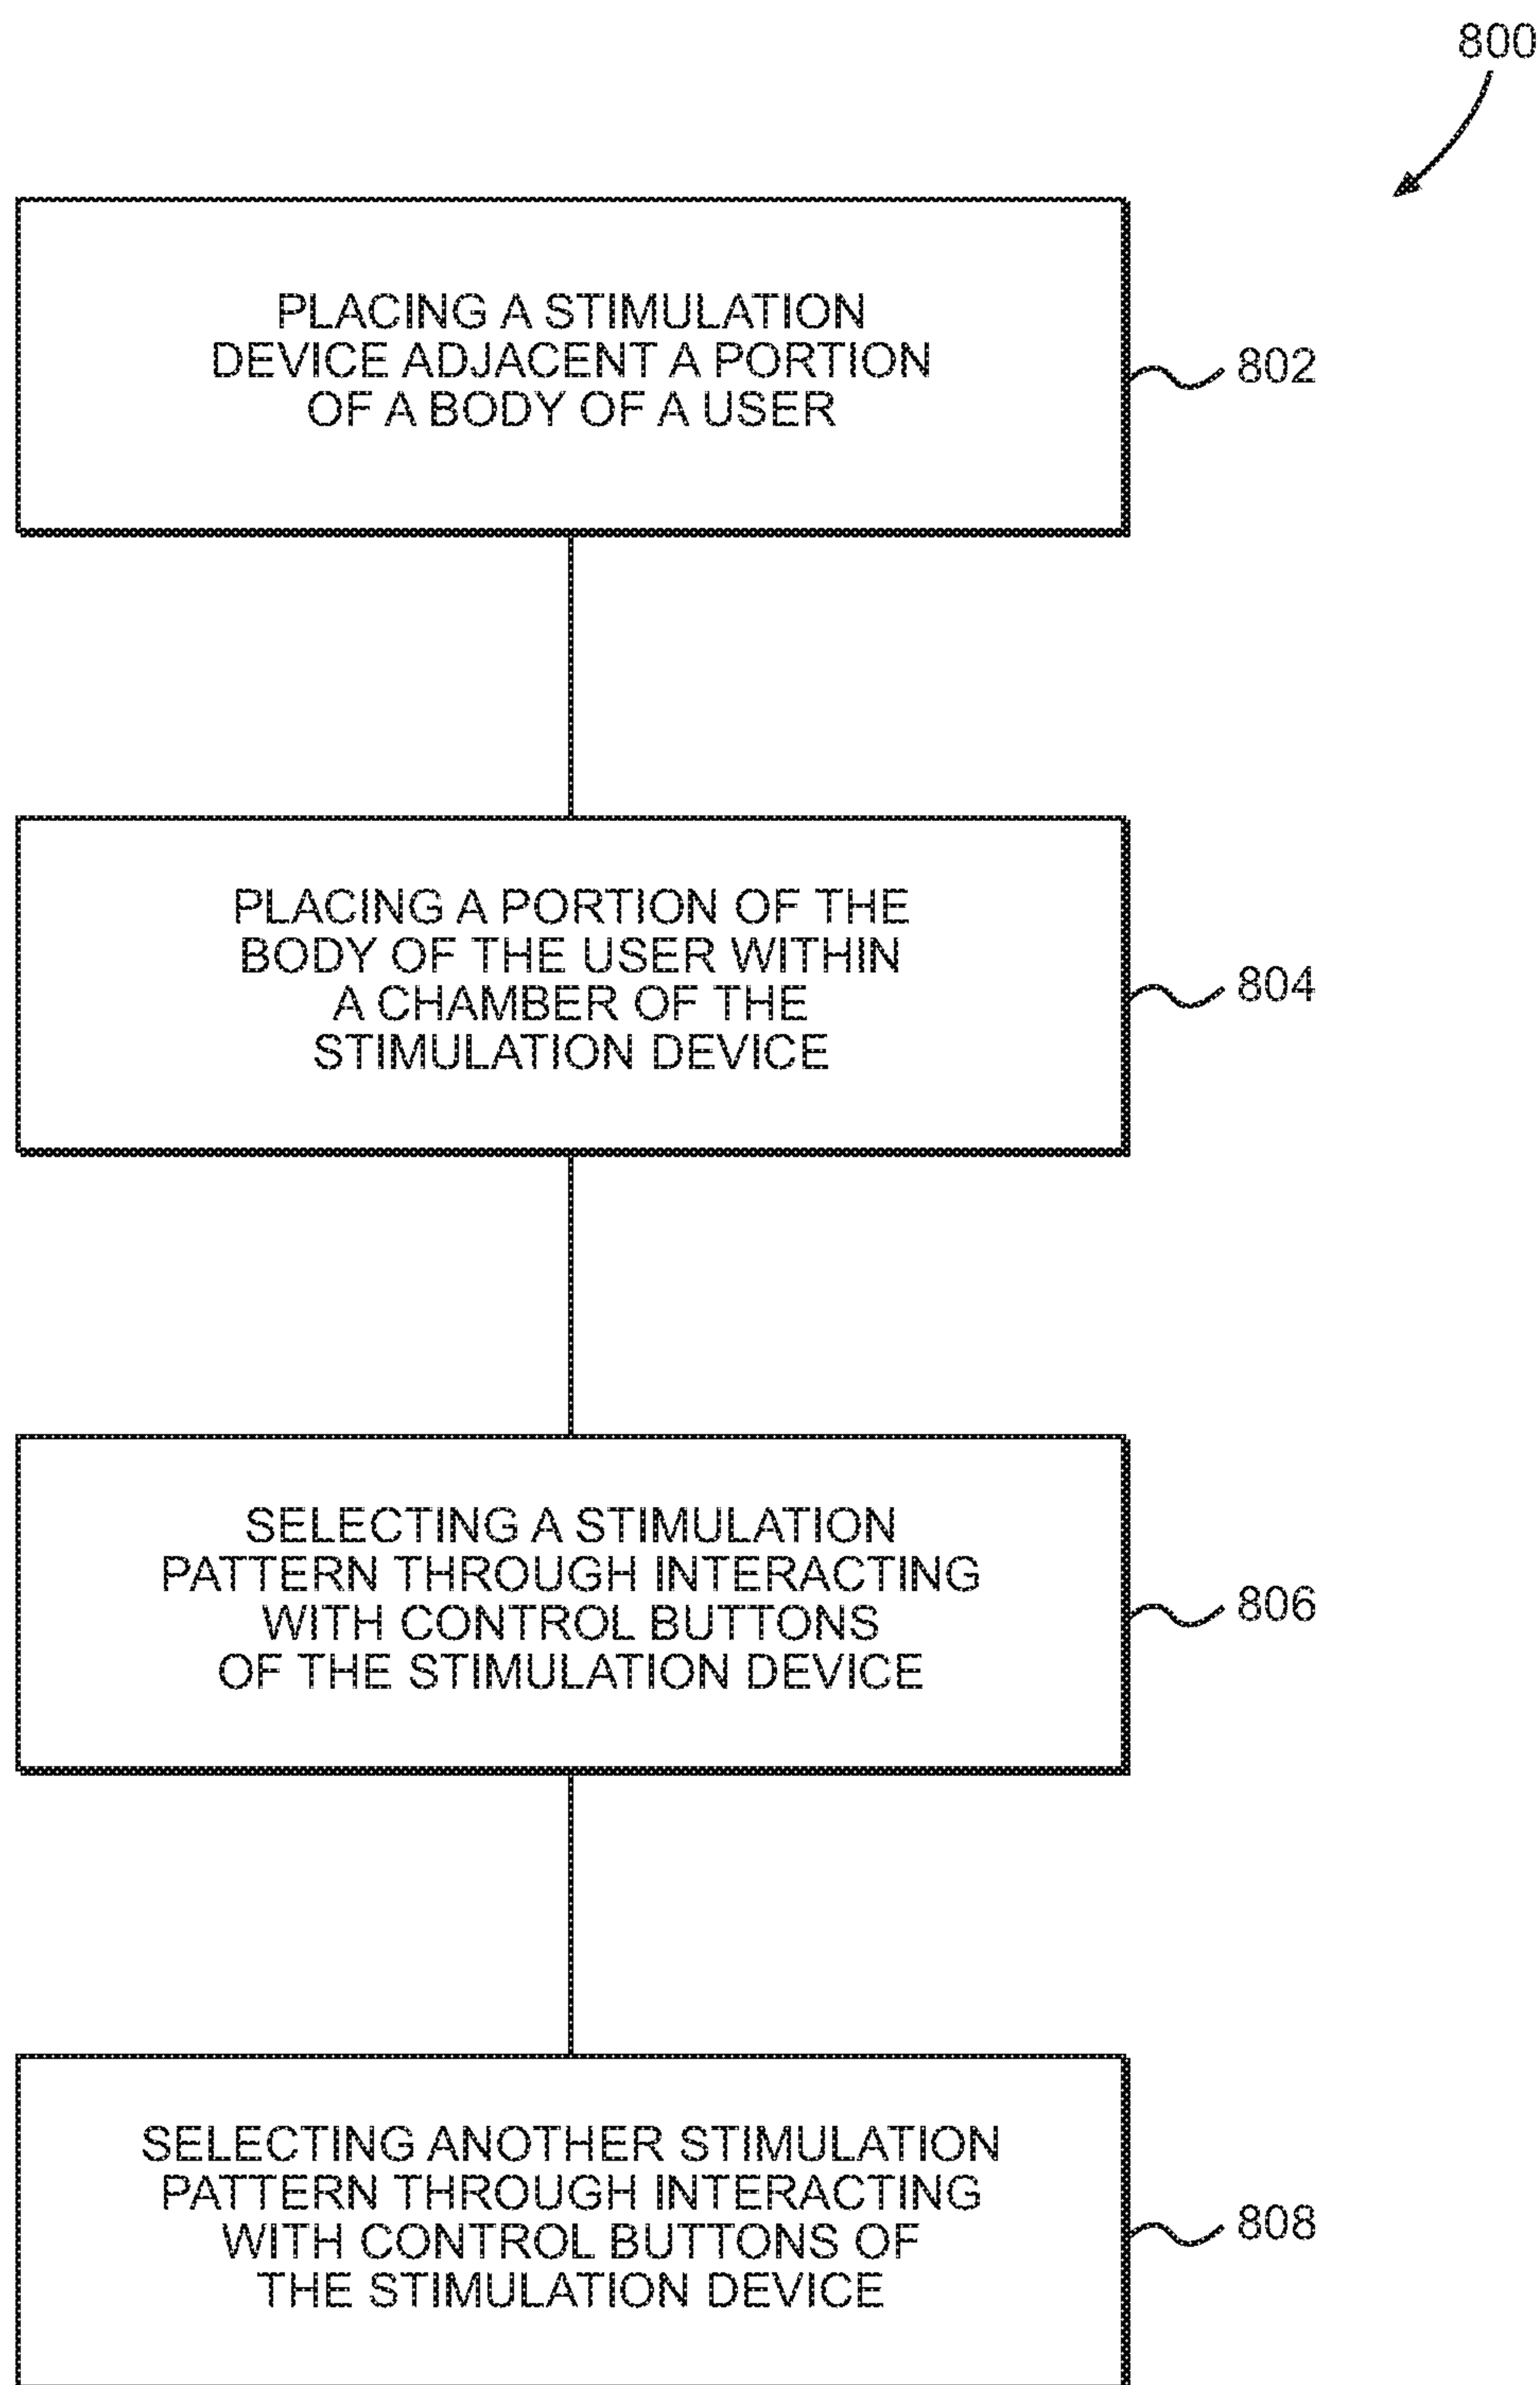 800
PLACING A STIMULATION
DEVICE ADJACENT A PORTION
OF A BODY OF A USER
802
PLACING A PORTION OF THE
BODY OF THE USER WITHIN
A CHAMBER OF THE
STIMULATION DEVICE
804
SELECTING A STIMULATION
PATTERN THROUGH INTERACTING
WITH CONTROL BUTTONS
OF THE STIMULATION DEVICE
806
SELECTING ANOTHER STIMULATION
PATTERN THROUGH INTERACTING
WITH CONTROL BUTTONS OF
THE STIMULATION DEVICE
808